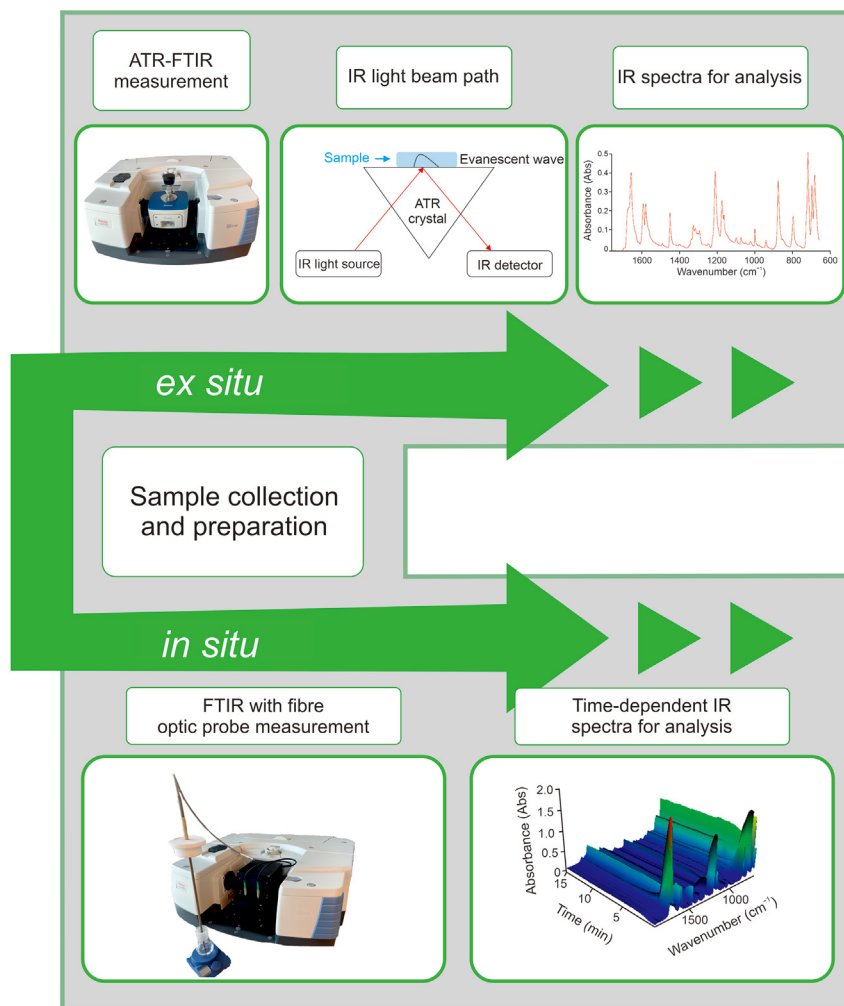 ATR-FTIR
measurement
IR light beam path
IR spectra for analysis
Sample
Evanescent wave
ATR
crystal
IR light source
IR detector
Absorbance (Abs)
0.5
0.4
0.3
0.2
0.1
0
1600
1400
1200
1000
800
600
Wavenumber (cm⁻¹)
ex situ
Sample collection
and preparation
in situ
FTIR with fibre
optic probe measurement
Time-dependent IR
spectra for analysis
Absorbance (Abs)
2.0
1.5
1.0
0.5
0
15
10
5
Time (min)
1500
1000
Wavenumber (cm⁻¹)